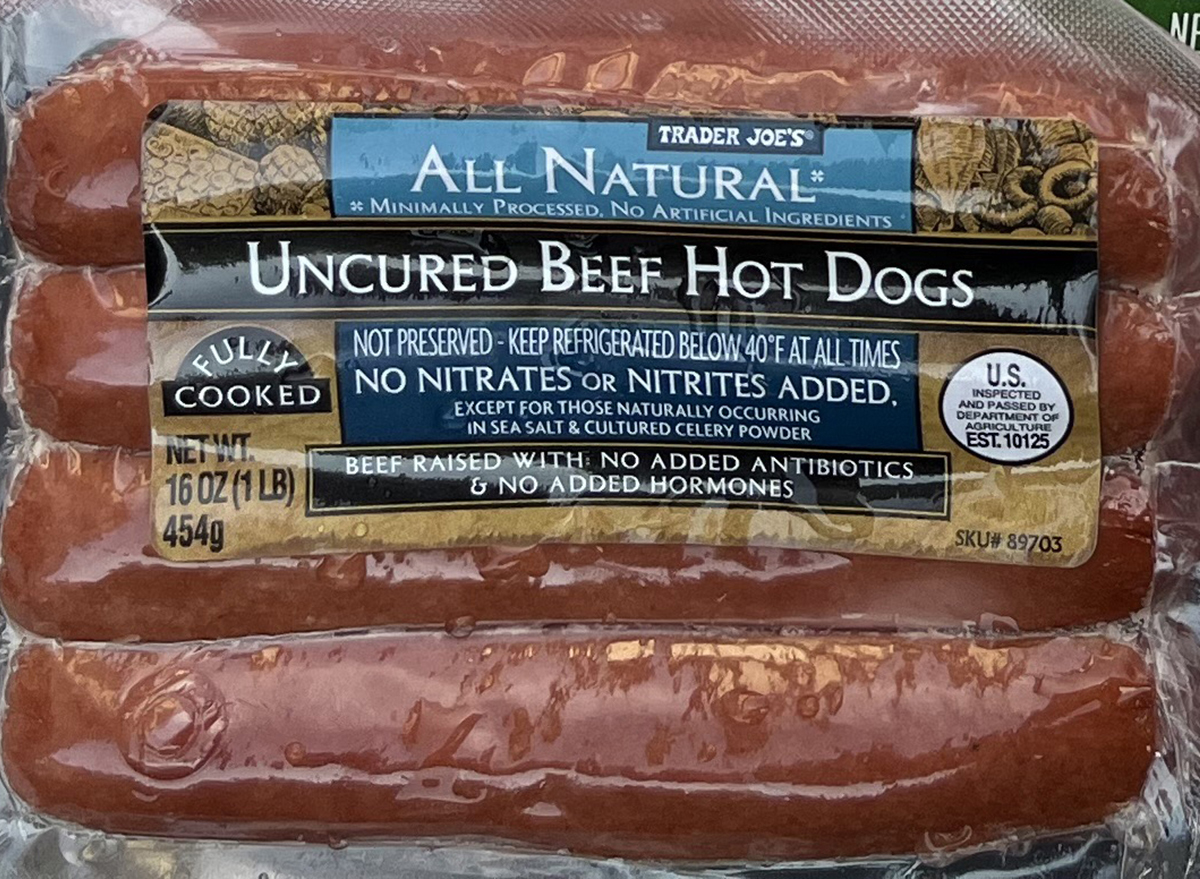 TRADER JOE'S®
ALL NATURAL*
* MINIMALLY PROCESSED, NO ARTIFICIAL INGREDIENTS
UNCURED BEEF HOT DOGS
FULLY
COOKED
NOT PRESERVED - KEEP REFRIGERATED BELOW 40°F AT ALL TIMES
NO NITRATES OR NITRITES ADDED,
EXCEPT FOR THOSE NATURALLY OCCURRING
IN SEA SALT & CULTURED CELERY POWDER
U.S.
INSPECTED
AND PASSED BY
DEPARTMENT OF
AGRICULTURE
EST. 10125
NET WT.
16 OZ (1 LB)
454g
BEEF RAISED WITH: NO ADDED ANTIBIOTICS
& NO ADDED HORMONES
SKU# 89703